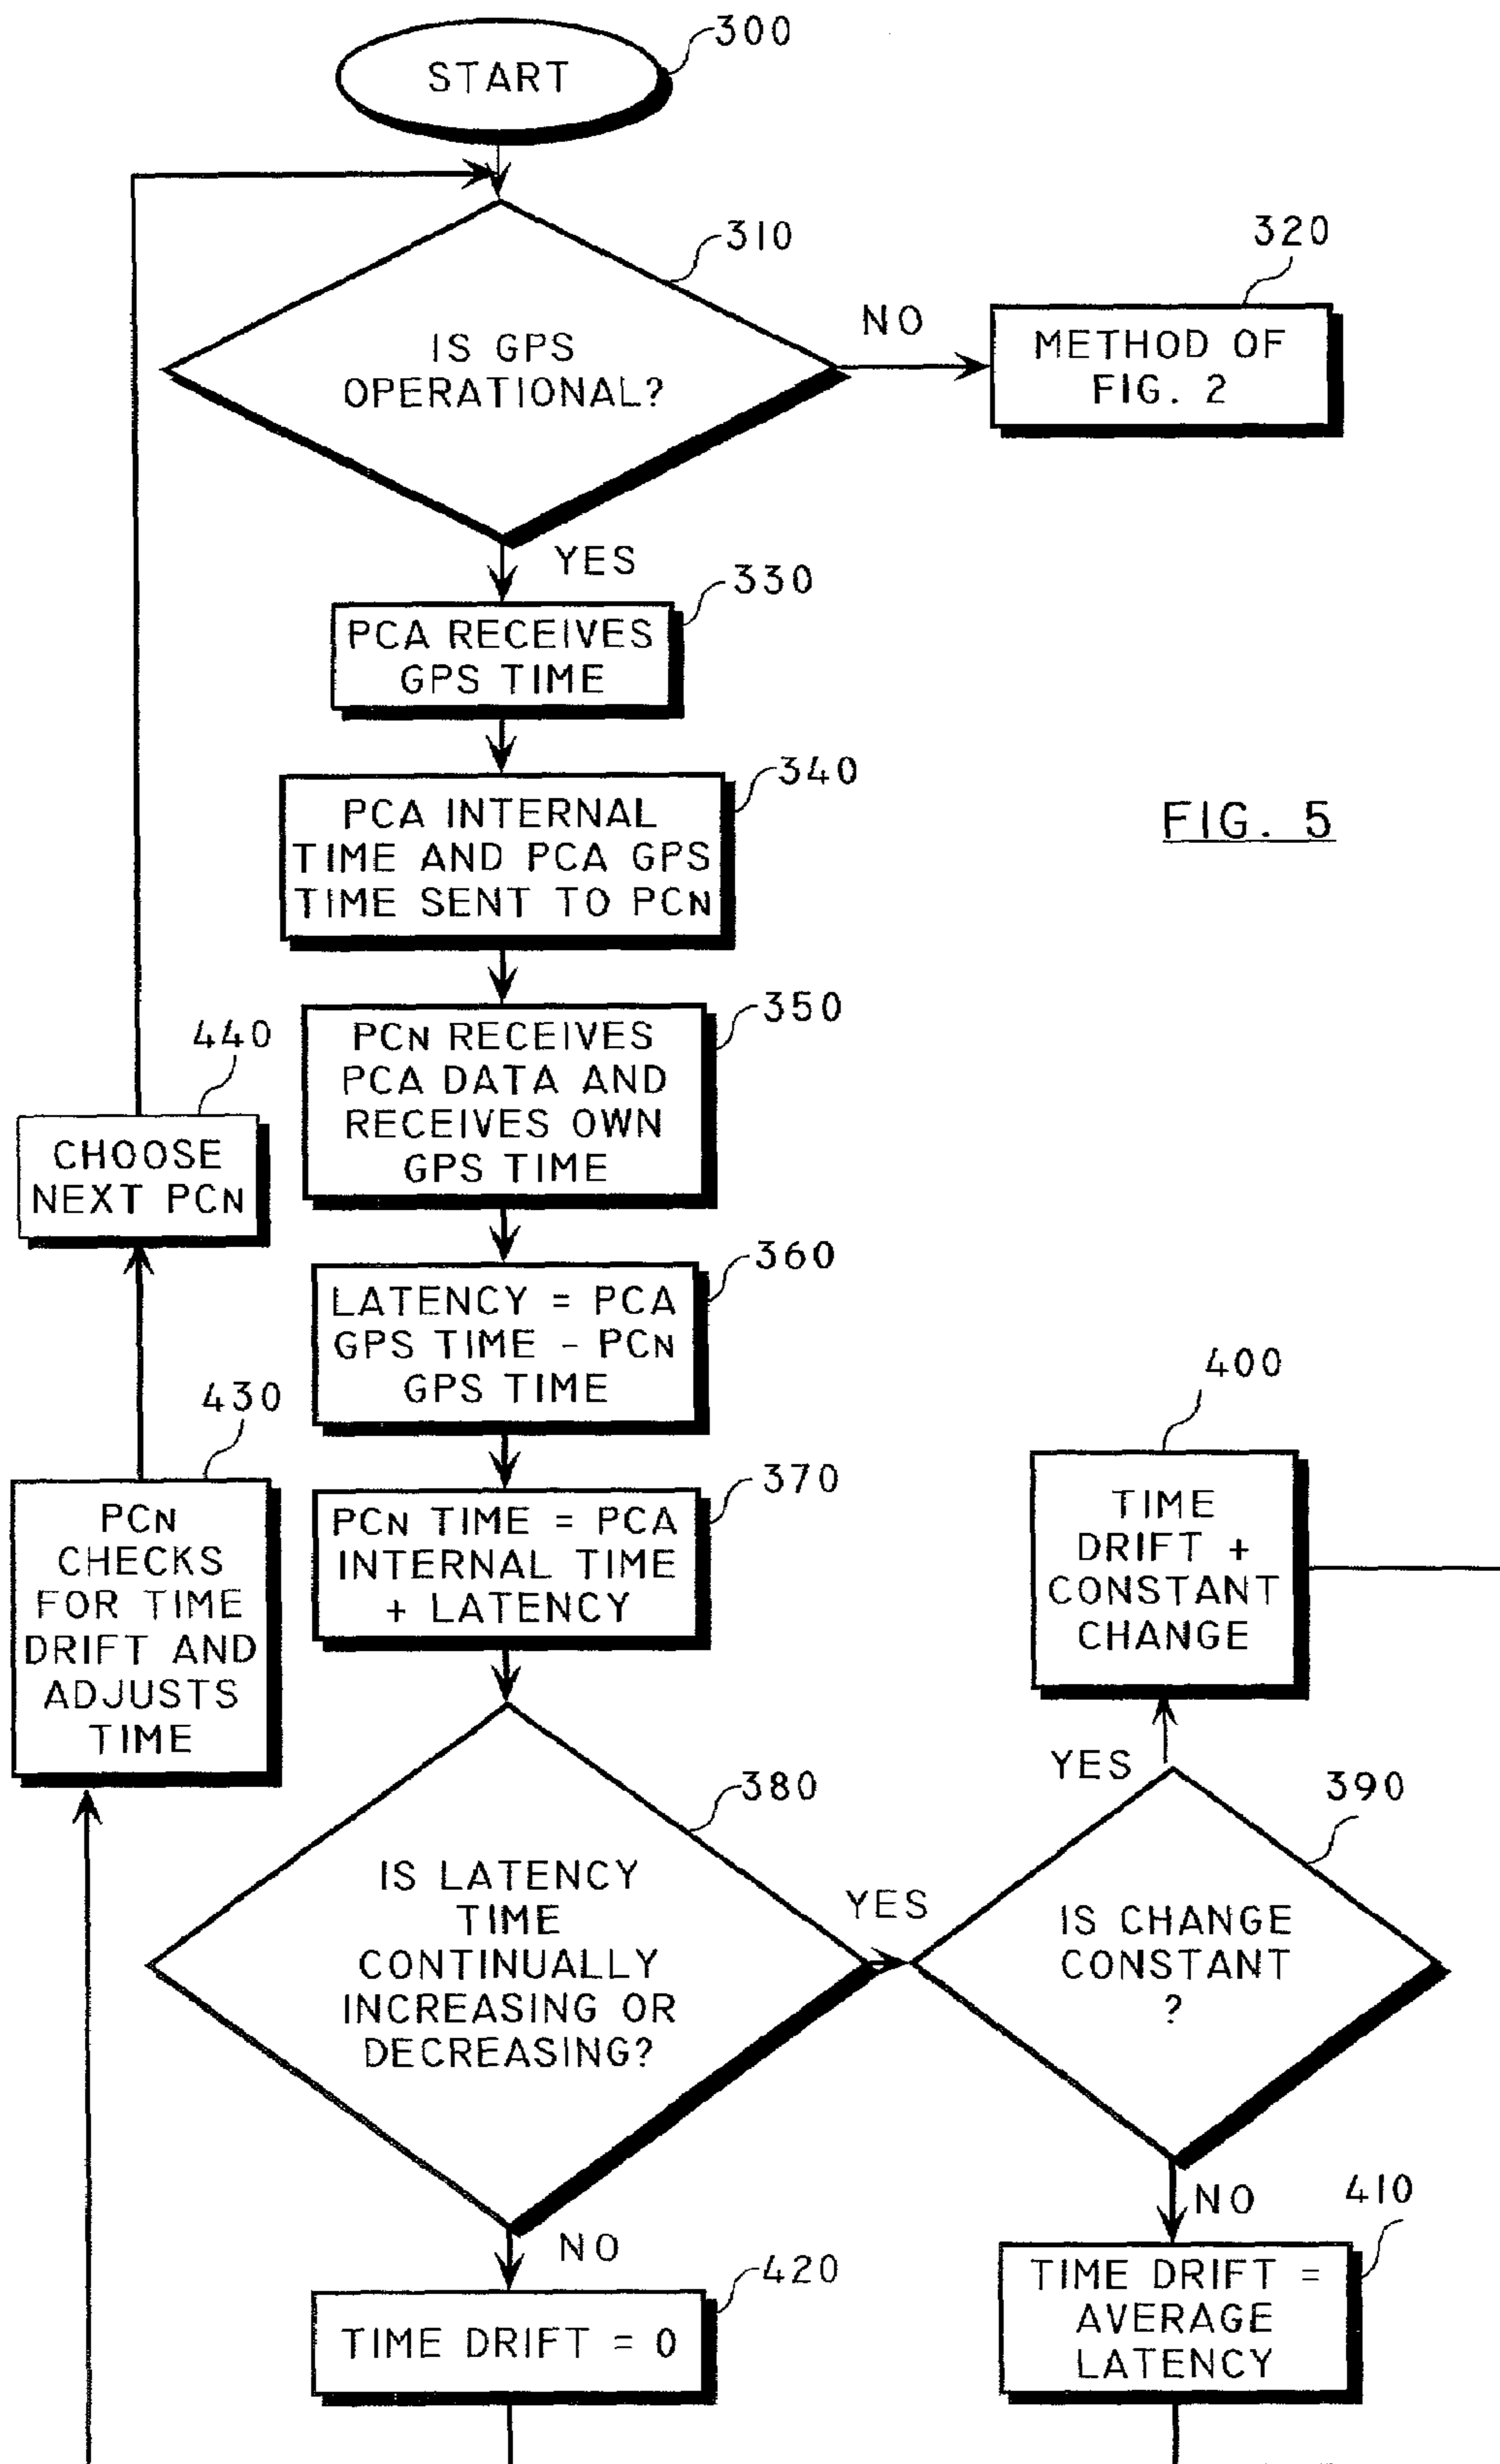 300
START
310
IS GPS
OPERATIONAL?
NO
320
METHOD OF
FIG. 2
YES
330
PCA RECEIVES
GPS TIME
340
PCA INTERNAL
TIME AND PCA GPS
TIME SENT TO PCN
FIG. 5
350
PCN RECEIVES
PCA DATA AND
RECEIVES OWN
GPS TIME
440
CHOOSE
NEXT PCN
360
LATENCY = PCA
GPS TIME - PCN
GPS TIME
370
PCN TIME = PCA
INTERNAL TIME
+ LATENCY
430
PCN
CHECKS
FOR TIME
DRIFT AND
ADJUSTS
TIME
400
TIME
DRIFT +
CONSTANT
CHANGE
YES
380
IS LATENCY
TIME
CONTINUALLY
INCREASING OR
DECREASING?
YES
390
IS CHANGE
CONSTANT
?
NO
420
TIME DRIFT = 0
NO
410
TIME DRIFT =
AVERAGE
LATENCY